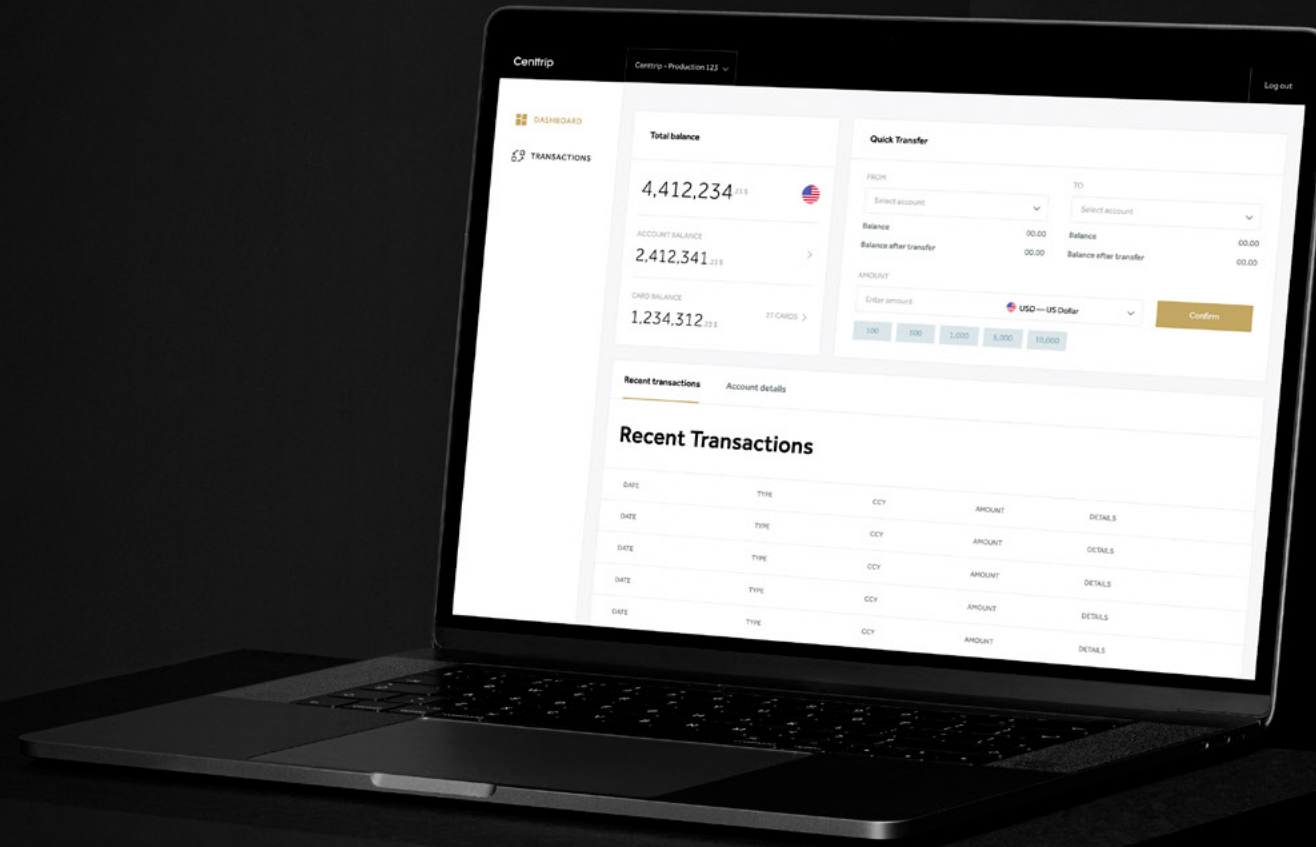 Centtrip
Centtrip - Production 123
Log out
DASHBOARD
TRANSACTIONS
Total balance
4,412,234 .23 $
ACCOUNT BALANCE
2,412,341 .23 $
CARD BALANCE
1,234,312 .23 $
27 CARDS
Quick Transfer
FROM
Select account
Balance 00.00
Balance after transfer 00.00
TO
Select account
Balance 00.00
Balance after transfer 00.00
AMOUNT
Enter amount
USD — US Dollar
Confirm
100 500 1,000 5,000 10,000
Recent transactions Account details
Recent Transactions
DATE TYPE CCY AMOUNT DETAILS
DATE TYPE CCY AMOUNT DETAILS
DATE TYPE CCY AMOUNT DETAILS
DATE TYPE CCY AMOUNT DETAILS
DATE TYPE CCY AMOUNT DETAILS